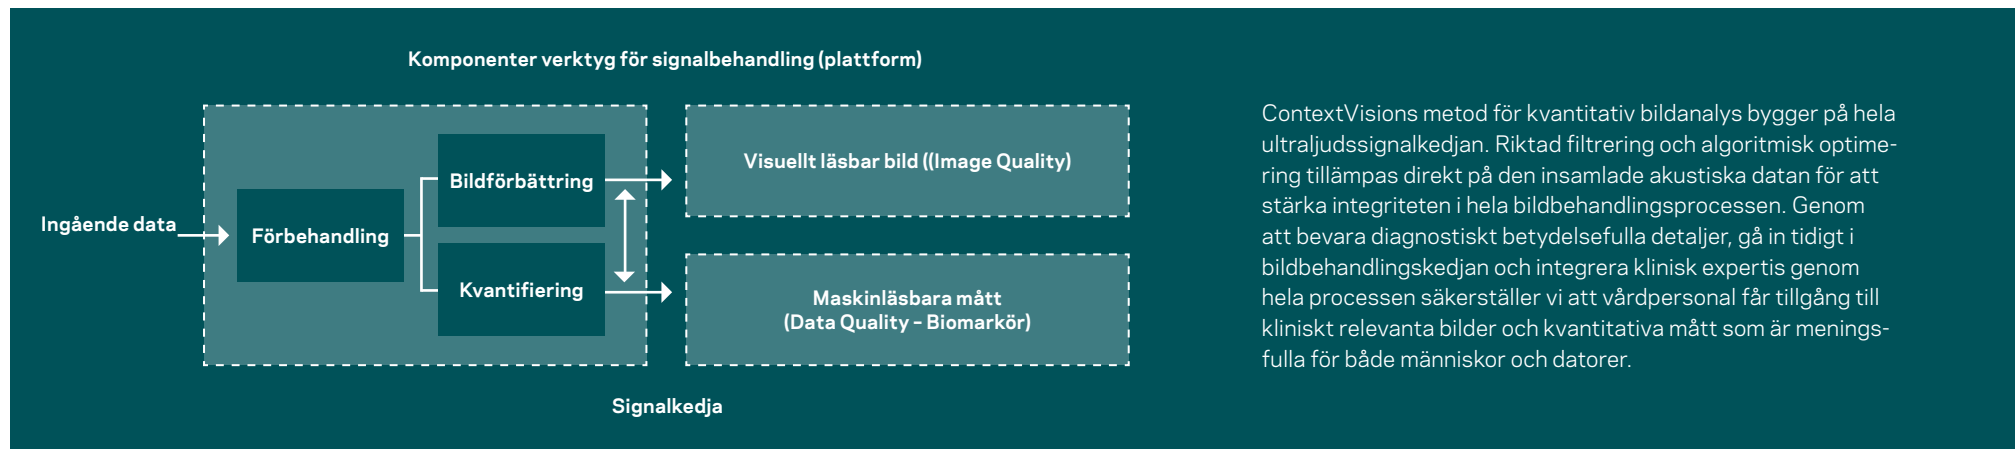 Komponenter verktyg för signalbehandling (plattform)
Ingående data
Förbehandling
Bildförbättring
Kvantifiering
Visuellt läsbar bild ((Image Quality)
Maskinläsbara mått
(Data Quality – Biomarkör)
Signalkedja
ContextVisions metod för kvantitativ bildanalys bygger på hela
ultraljudssignalkedjan. Riktad filtrering och algoritmisk optime-
ring tillämpas direkt på den insamlade akustiska datan för att
stärka integriteten i hela bildbehandlingsprocessen. Genom
att bevara diagnostiskt betydelsefulla detaljer, gå in tidigt i
bildbehandlingskedjan och integrera klinisk expertis genom
hela processen säkerställer vi att vårdpersonal får tillgång till
kliniskt relevanta bilder och kvantitativa mått som är menings-
fulla för både människor och datorer.